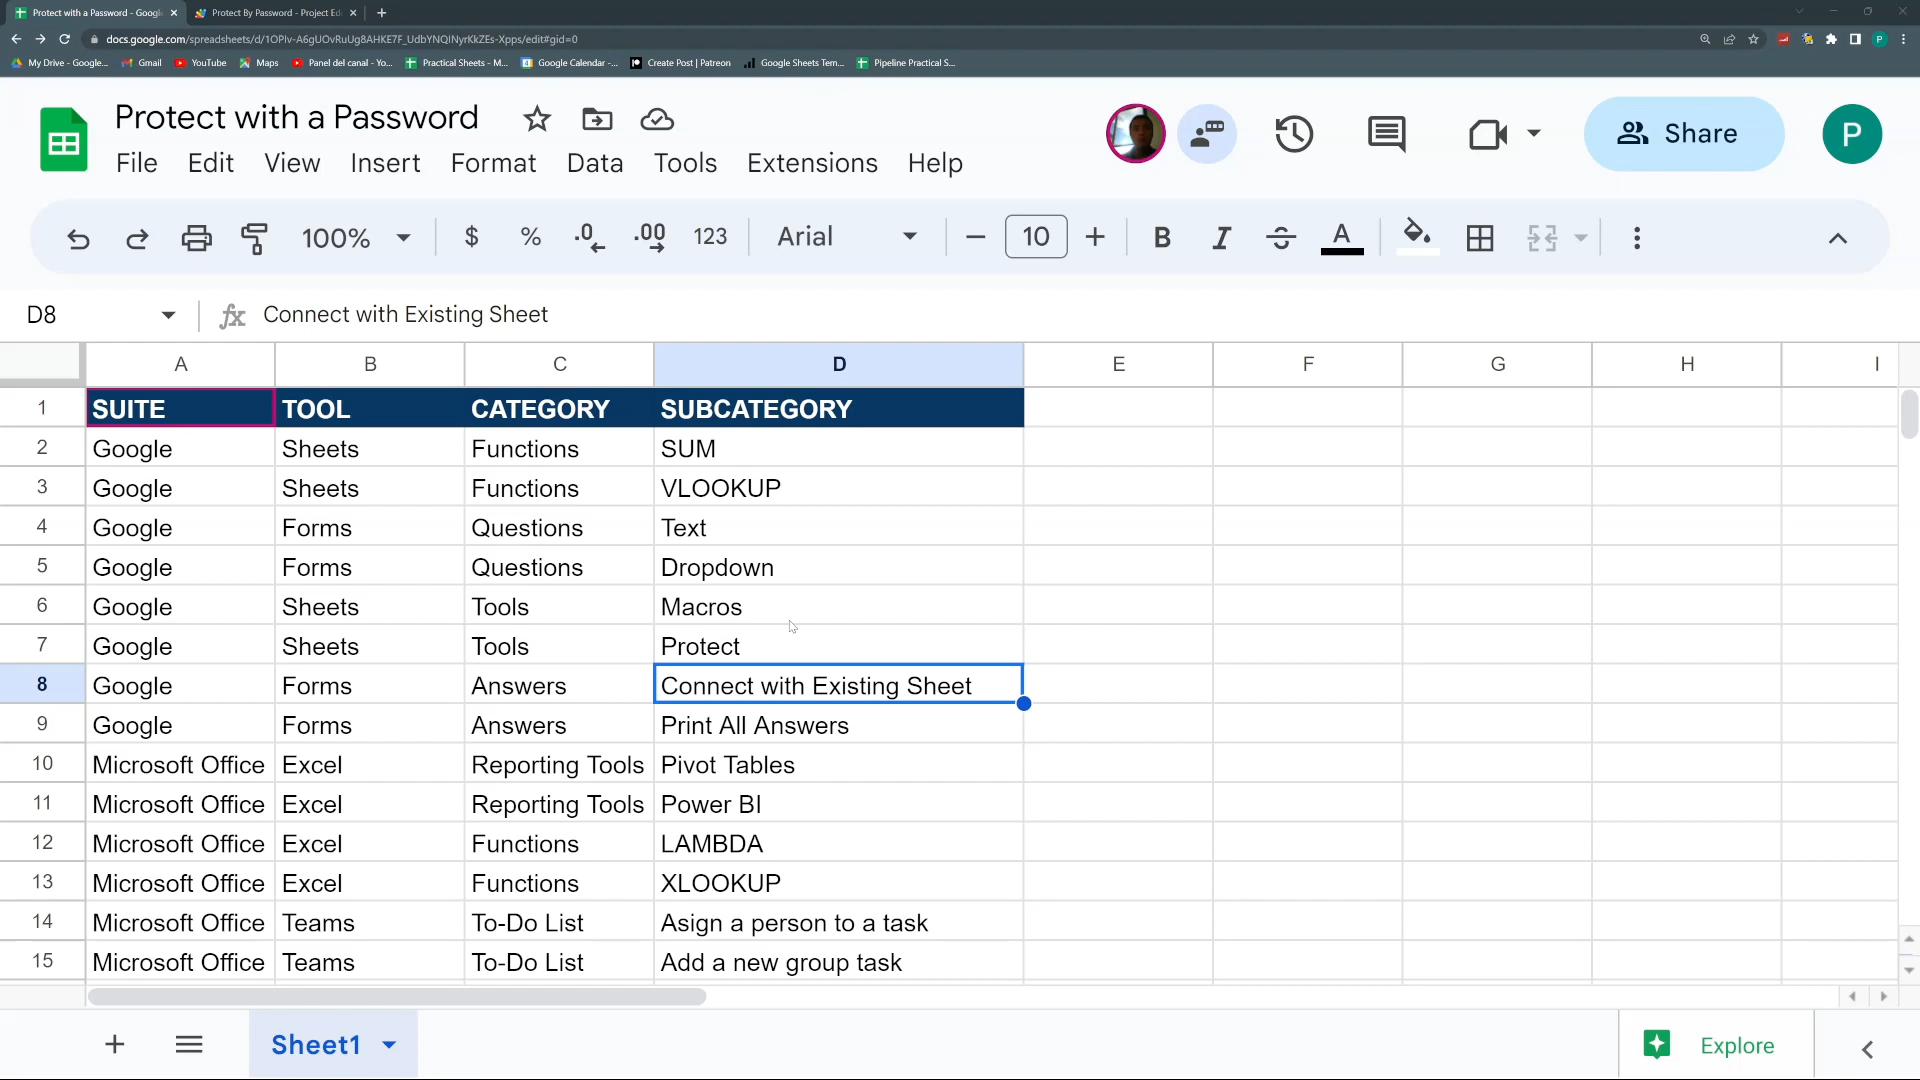 Protect with a Password - Googl
Protect By Password - Project Ed
docs.google.com/spreadsheets/d/1OPlv-A6gUOvRuUg8AHKE7F_UdbYNQINyrKkZEs-Xpps/edit#gid=0
My Drive - Google...
Gmail
YouTube
Maps
Panel del canal - Yo...
Practical Sheets - M...
Google Calendar -...
Create Post | Patreon
Google Sheets Tem...
Pipeline Practical S...
Protect with a Password
Share
P
File Edit View Insert Format Data Tools Extensions Help
100% $ % .0 .00 123 Arial 10 B I S A
D8 fx Connect with Existing Sheet
A B C D E F G H I
1 SUITE TOOL CATEGORY SUBCATEGORY
2 Google Sheets Functions SUM
3 Google Sheets Functions VLOOKUP
4 Google Forms Questions Text
5 Google Forms Questions Dropdown
6 Google Sheets Tools Macros
7 Google Sheets Tools Protect
8 Google Forms Answers Connect with Existing Sheet
9 Google Forms Answers Print All Answers
10 Microsoft Office Excel Reporting Tools Pivot Tables
11 Microsoft Office Excel Reporting Tools Power BI
12 Microsoft Office Excel Functions LAMBDA
13 Microsoft Office Excel Functions XLOOKUP
14 Microsoft Office Teams To-Do List Asign a person to a task
15 Microsoft Office Teams To-Do List Add a new group task
Sheet1
Explore